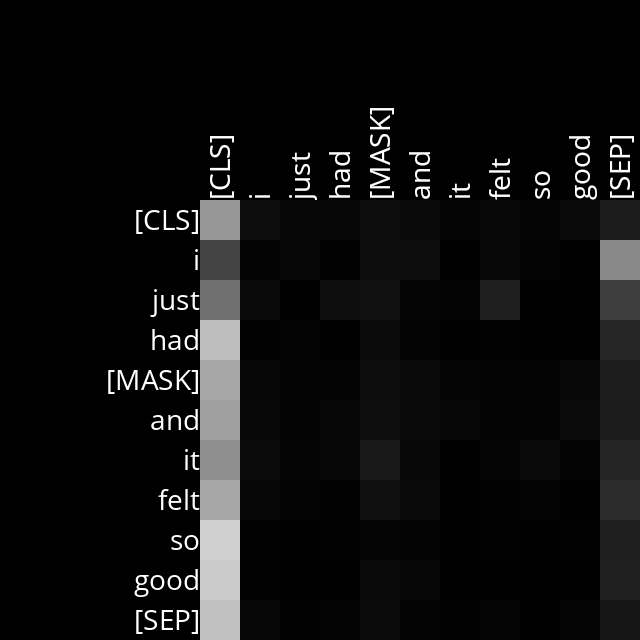 [CLS] i just had [MASK] and it felt so good [SEP]
[CLS]
i
just
had
[MASK]
and
it
felt
so
good
[SEP]